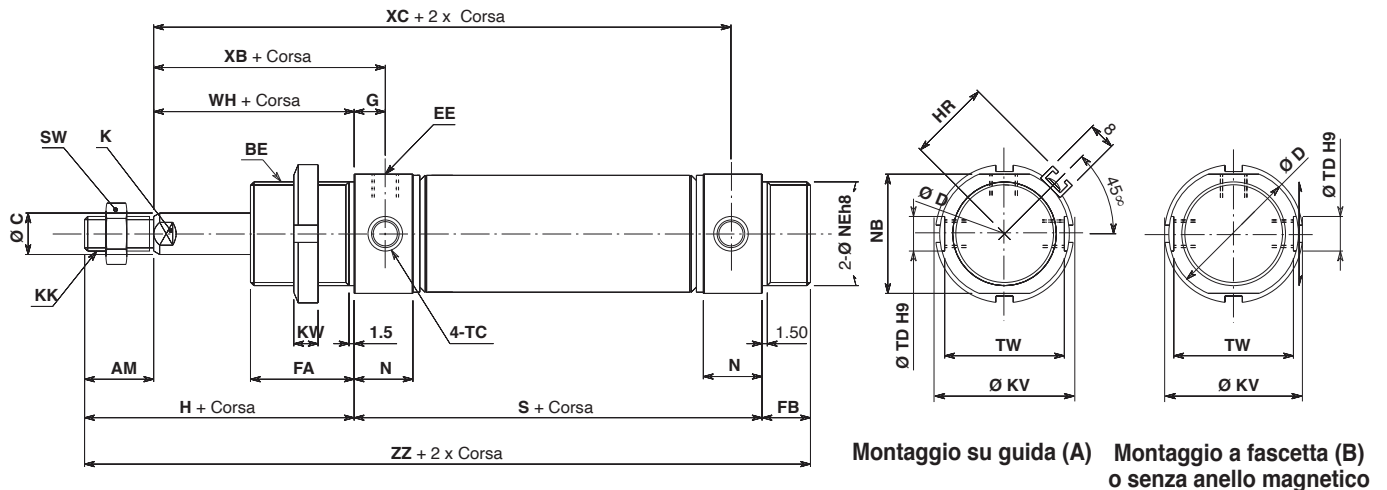 XC + 2 x Corsa
XB + Corsa
WH + Corsa
G
EE
SW
K
BE
Ø C
KK
KW
1.5
4-TC
1.50
2-Ø NEh8
AM
FA
N
N
H + Corsa
S + Corsa
FB
ZZ + 2 x Corsa
HR
8
45∞
Ø D
NB
Ø TD H9
TW
Ø KV
Ø D
Ø TD H9
TW
Ø KV
Montaggio su guida (A)
Montaggio a fascetta (B)
o senza anello magnetico